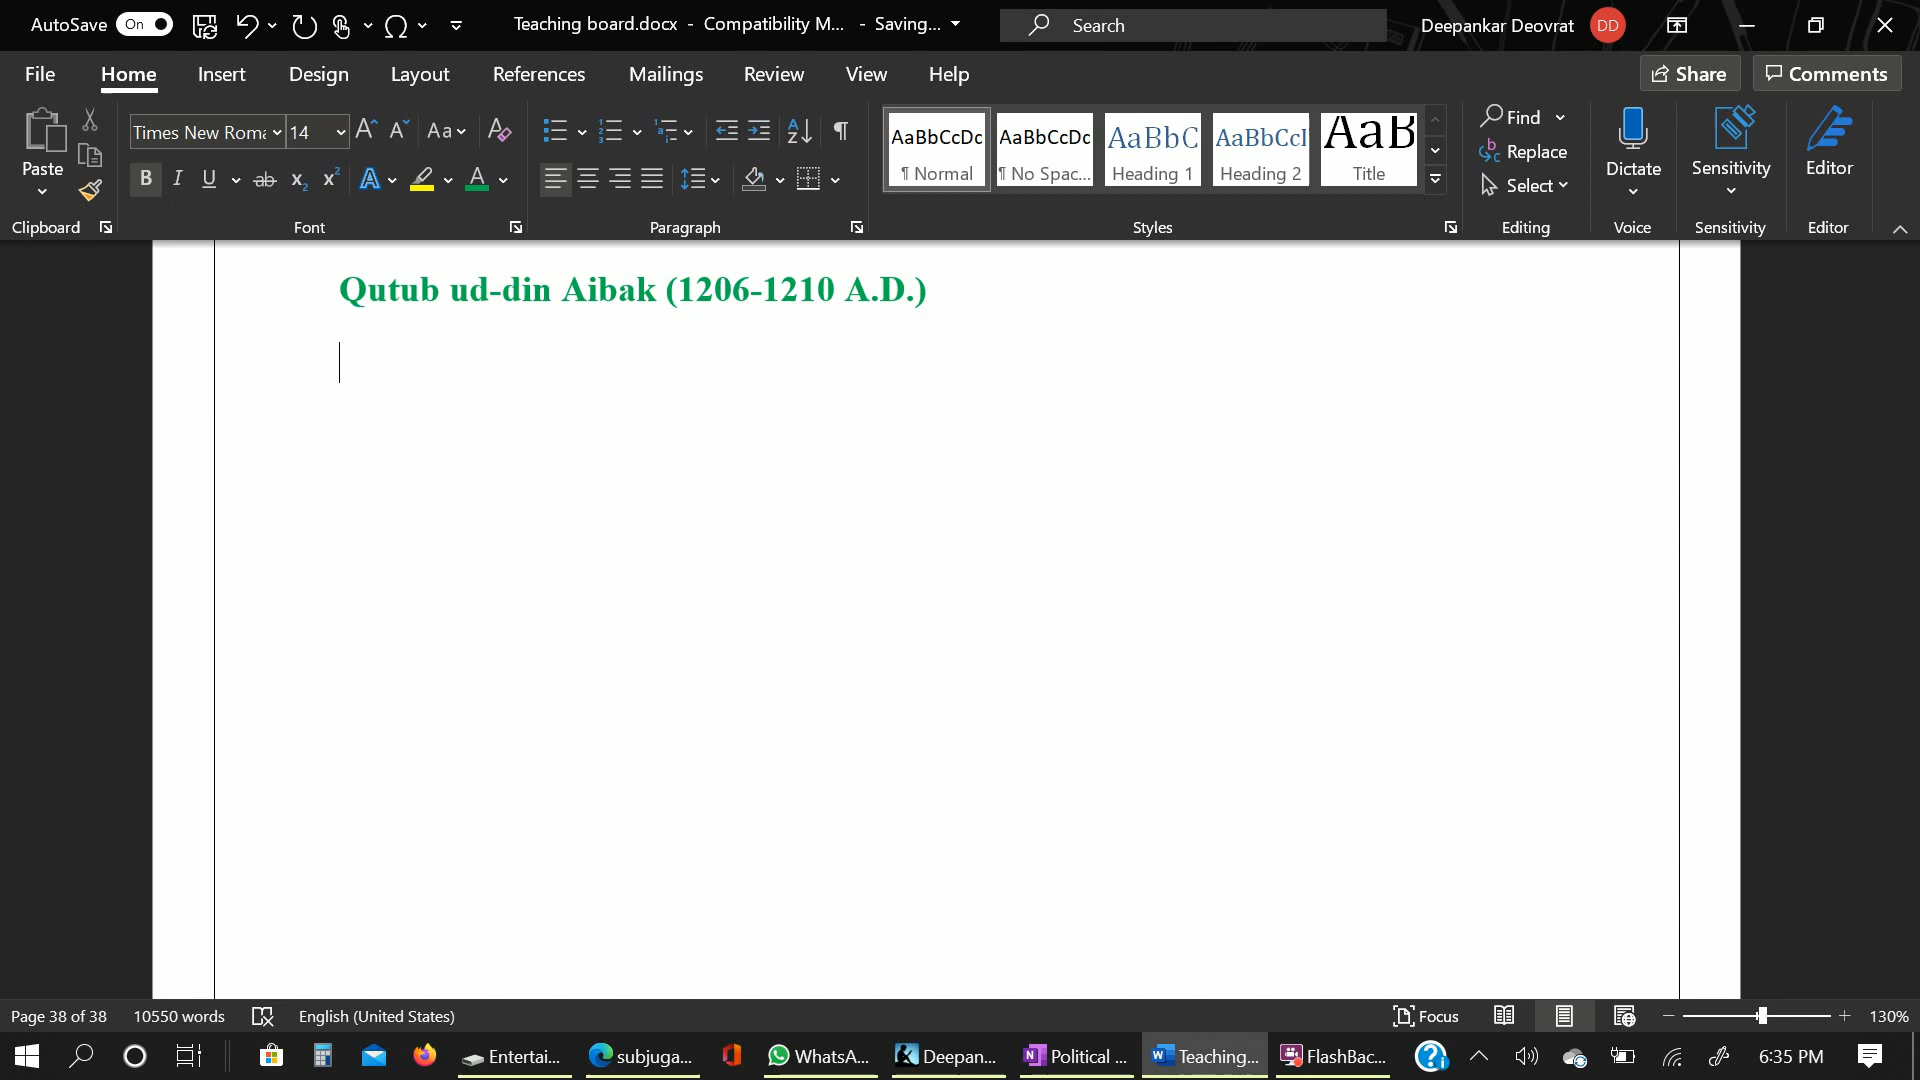 AutoSave On Teaching board.docx - Compatibility M... - Saving... Search Deepankar Deovrat DD
File Home Insert Design Layout References Mailings Review View Help Share Comments
Times New Roma 14 Aa
Paste
B I U ab
AaBbCcDc AaBbCcDc AaBbC AaBbCcI AaB
¶ Normal ¶ No Spac... Heading 1 Heading 2 Title
Find
Replace
Select
Dictate Sensitivity Editor
Clipboard Font Paragraph Styles Editing Voice Sensitivity Editor
Qutub ud-din Aibak (1206-1210 A.D.)
Page 38 of 38 10550 words English (United States) Focus 130%
Entertai... subjuga... WhatsA... Deepan... Political ... Teaching... FlashBac... 6:35 PM